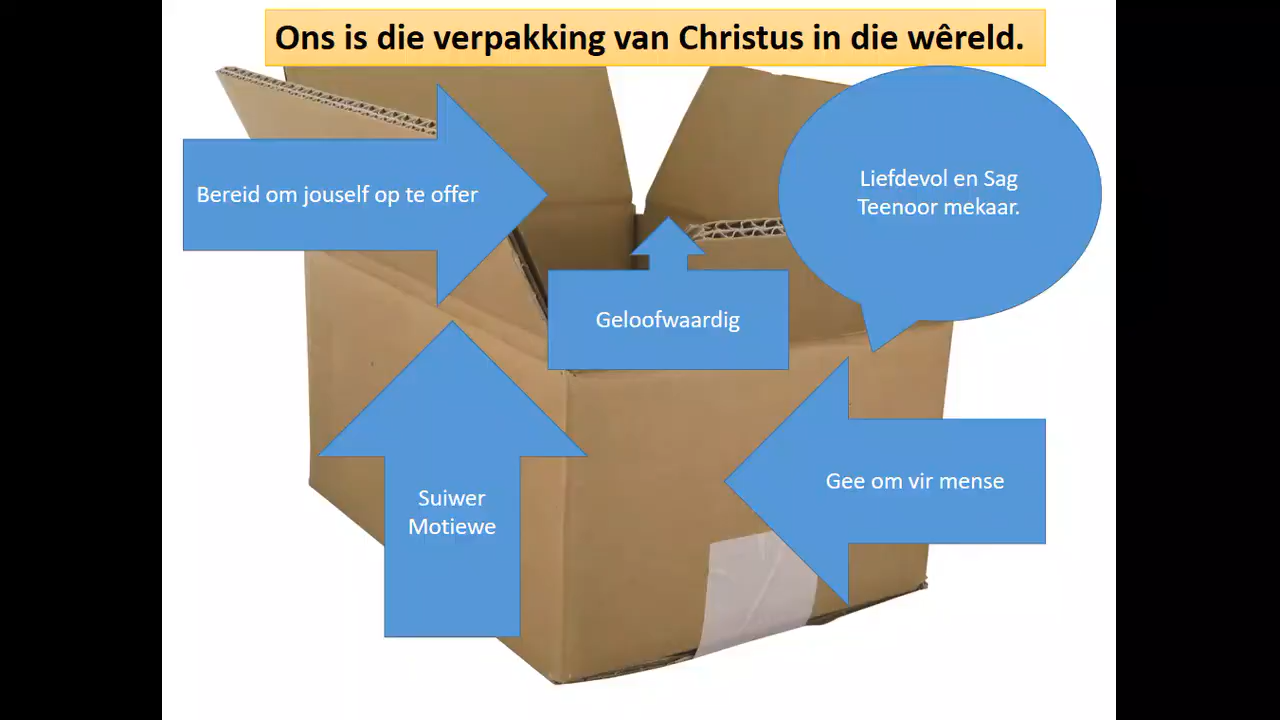 Ons is die verpakking van Christus in die wêreld.
Bereid om jouself op te offer
Liefdevol en Sag
Teenoor mekaar.
Geloofwaardig
Suiwer
Motiewe
Gee om vir mense